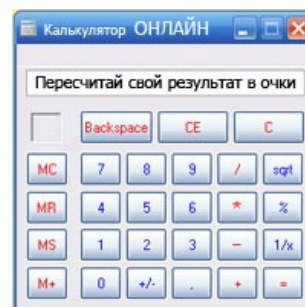 Калькулятор ОНЛАЙН
Пересчитай свой результат в очки
Backspace CE C
MC 7 8 9 / sqrt
MR 4 5 6 * %
MS 1 2 3 - 1/x
M+ 0 +/- . + =